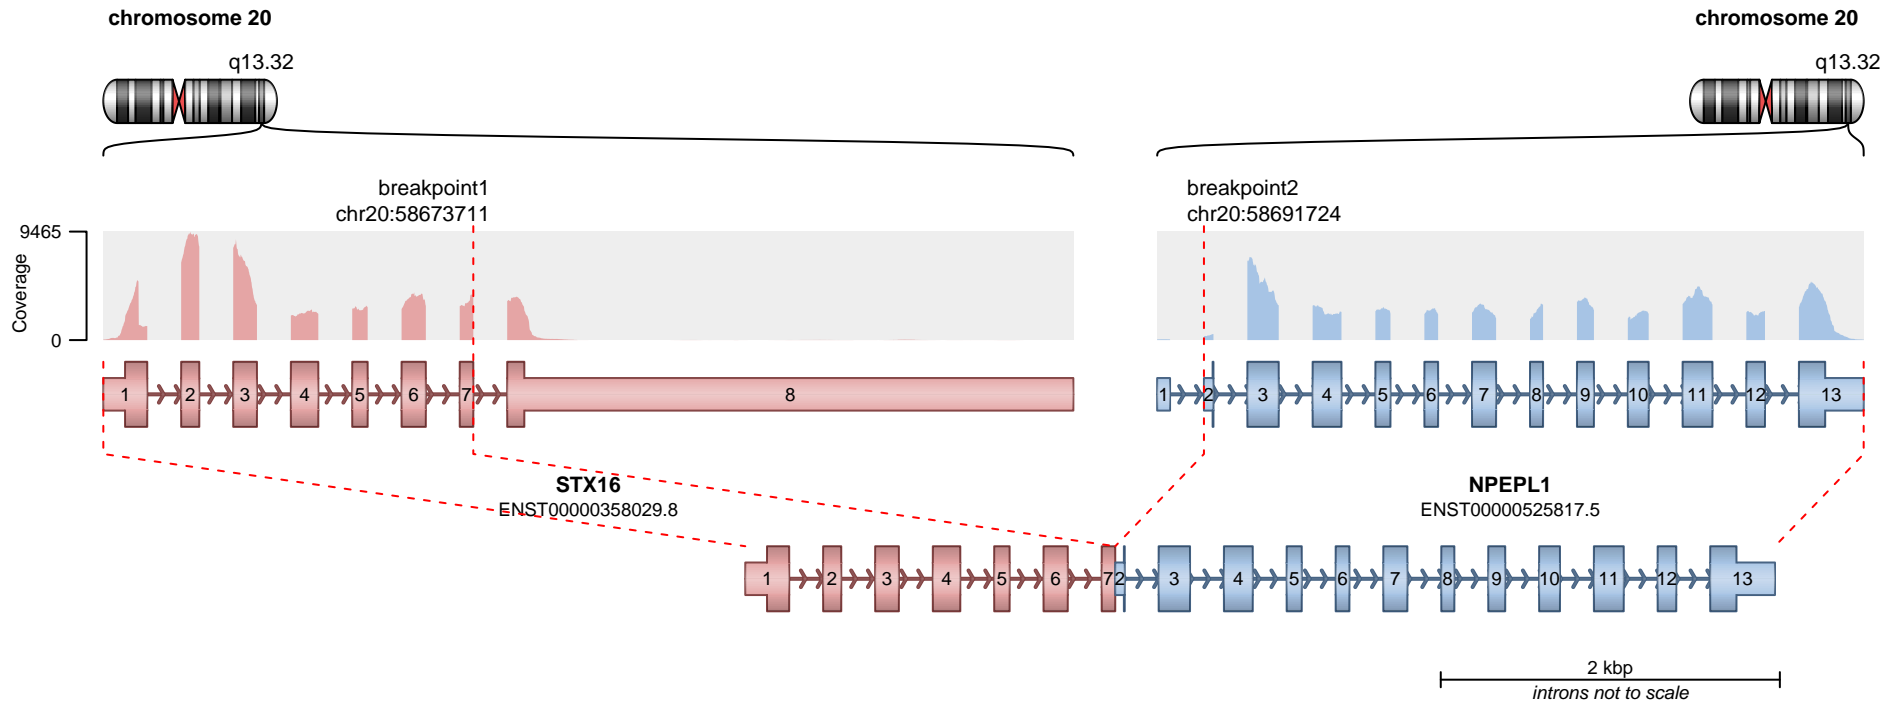 chromosome 20
chromosome 20
q13.32
q13.32
breakpoint1
chr20:58673711
breakpoint2
chr20:58691724
9465
Coverage
0
1 2 3 4 5 6 7 8
1 2 3 4 5 6 7 8 9 10 11 12 13
STX16
ENST00000358029.8
NPEPL1
ENST00000525817.5
1 2 3 4 5 6 7 2 3 4 5 6 7 8 9 10 11 12 13
2 kbp
introns not to scale